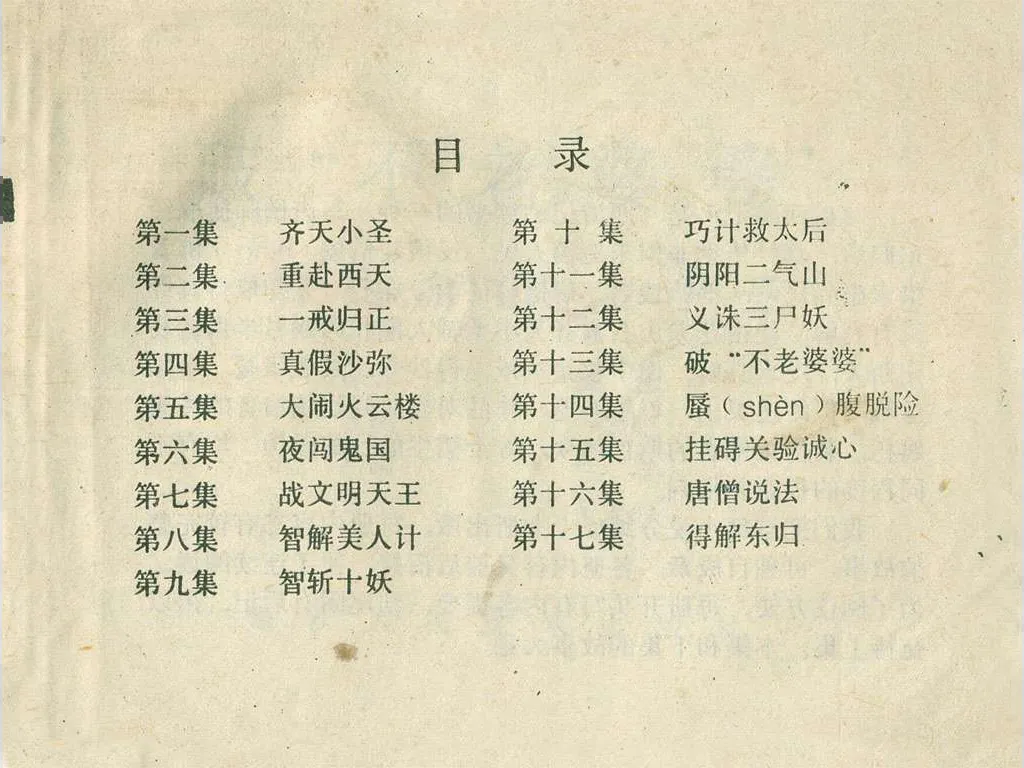 目 录
第一集 齐天小圣
第二集 重赴西天
第三集 一戒归正
第四集 真假沙弥
第五集 大闹火云楼
第六集 夜闯鬼国
第七集 战文明天王
第八集 智解美人计
第九集 智斩十妖
第十集 巧计救太后
第十一集 阴阳二气山
第十二集 义诛三尸妖
第十三集 破“不老婆婆”
第十四集 蜃（shèn）腹脱险
第十五集 挂碍关验诚心
第十六集 唐僧说法
第十七集 得解东归